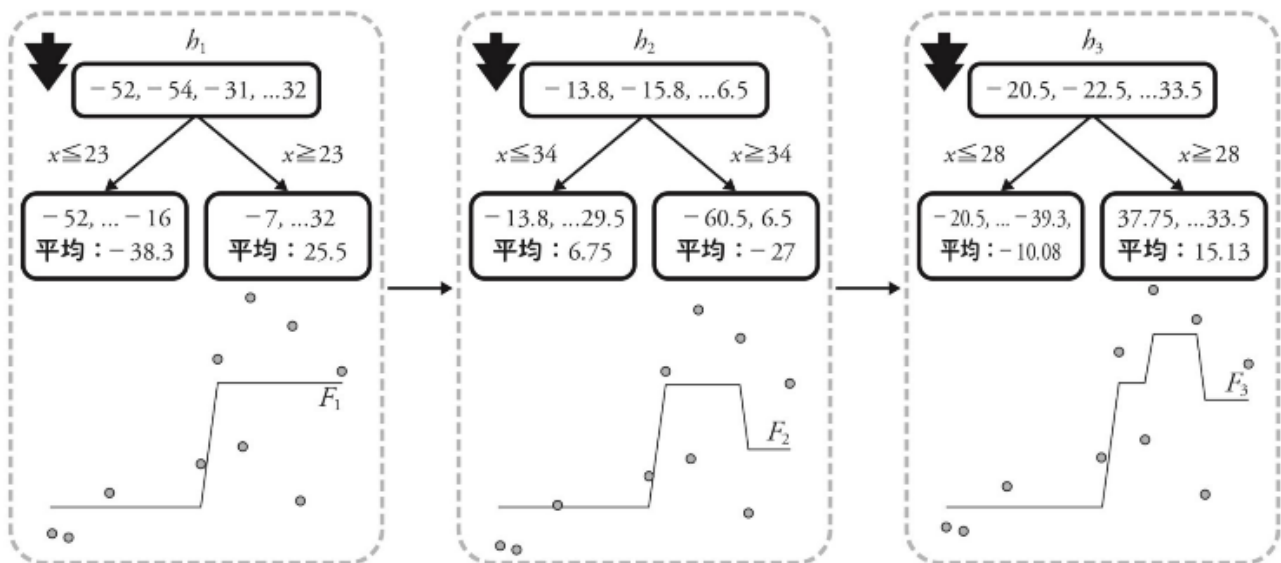 h₁
−52, −54, −31, ...32
x≦23
x≧23
−52, ...−16
平均：−38.3
−7, ...32
平均：25.5
F₁
h₂
−13.8, −15.8, ...6.5
x≦34
x≧34
−13.8, ...29.5
平均：6.75
−60.5, 6.5
平均：−27
F₂
h₃
−20.5, −22.5, ...33.5
x≦28
x≧28
−20.5, ... −39.3,
平均：−10.08
37.75, ...33.5
平均：15.13
F₃